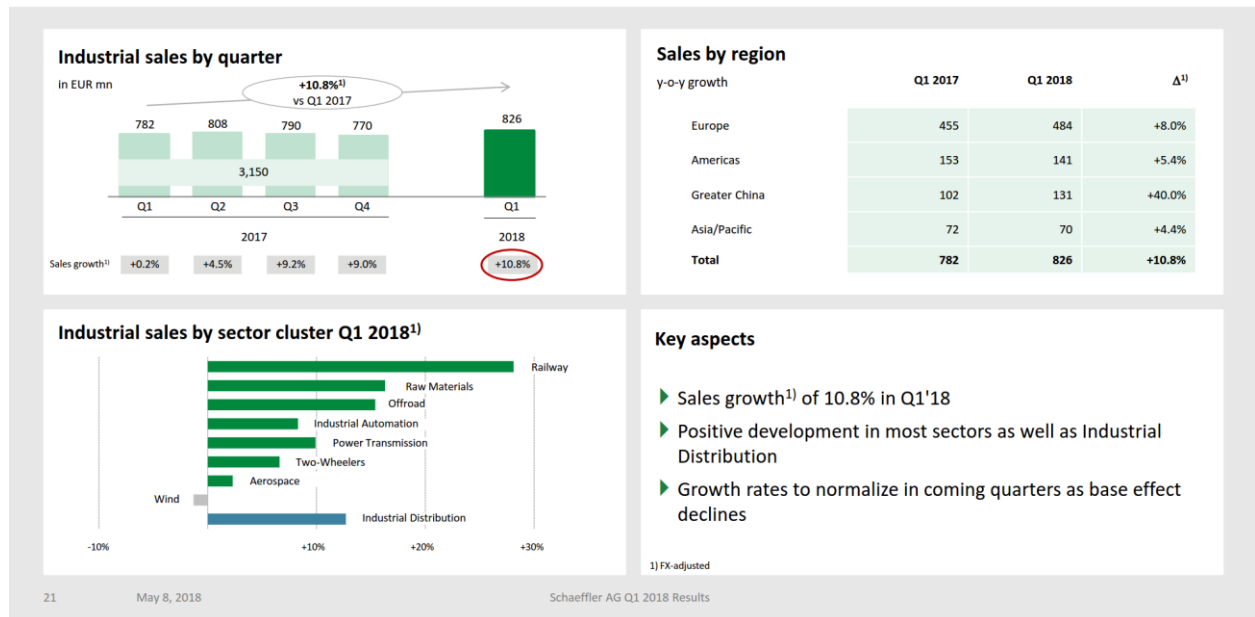 Industrial sales by quarter
in EUR mn
+10.8%1)
vs Q1 2017
782 808 790 770 826
3,150
Q1 Q2 Q3 Q4 Q1
2017 2018
Sales growth1) +0.2% +4.5% +9.2% +9.0% +10.8%
Sales by region
y-o-y growth Q1 2017 Q1 2018 Δ1)
Europe 455 484 +8.0%
Americas 153 141 +5.4%
Greater China 102 131 +40.0%
Asia/Pacific 72 70 +4.4%
Total 782 826 +10.8%
Industrial sales by sector cluster Q1 20181)
Railway
Raw Materials
Offroad
Industrial Automation
Power Transmission
Two-Wheelers
Aerospace
Wind
Industrial Distribution
-10% +10% +20% +30%
Key aspects
Sales growth1) of 10.8% in Q1'18
Positive development in most sectors as well as Industrial
Distribution
Growth rates to normalize in coming quarters as base effect
declines
1) FX-adjusted
21 May 8, 2018 Schaeffler AG Q1 2018 Results